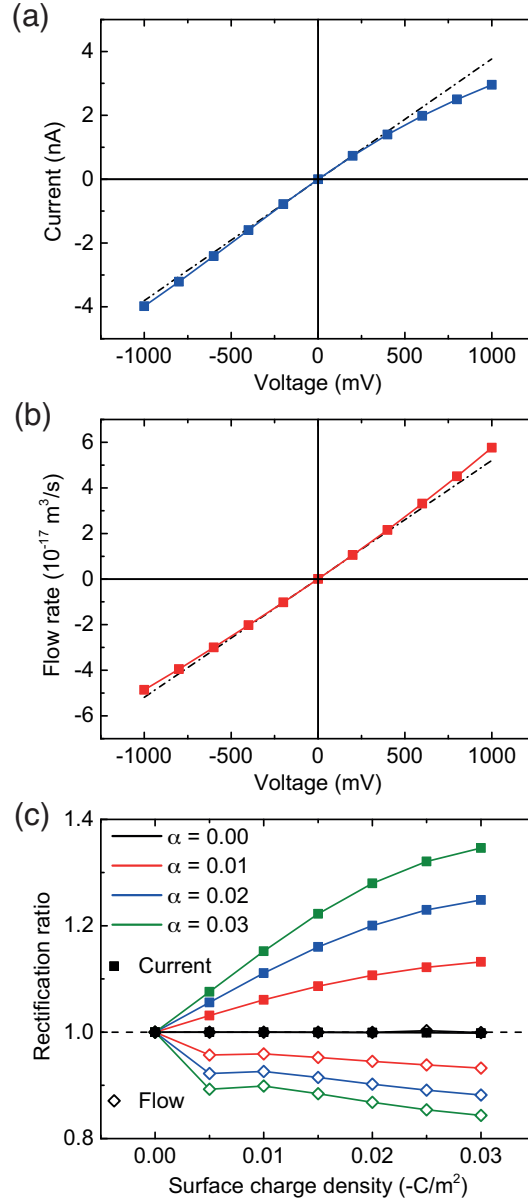 (a)
4
2
0
-2
-4
Current (nA)
-1000 -500 0 500 1000
Voltage (mV)
(b)
6
4
2
0
-2
-4
-6
Flow rate (10⁻¹⁷ m³/s)
-1000 -500 0 500 1000
Voltage (mV)
(c)
1.4
1.2
1.0
0.8
Rectification ratio
α = 0.00
α = 0.01
α = 0.02
α = 0.03
Current
Flow
0.00 0.01 0.02 0.03
Surface charge density (-C/m²)